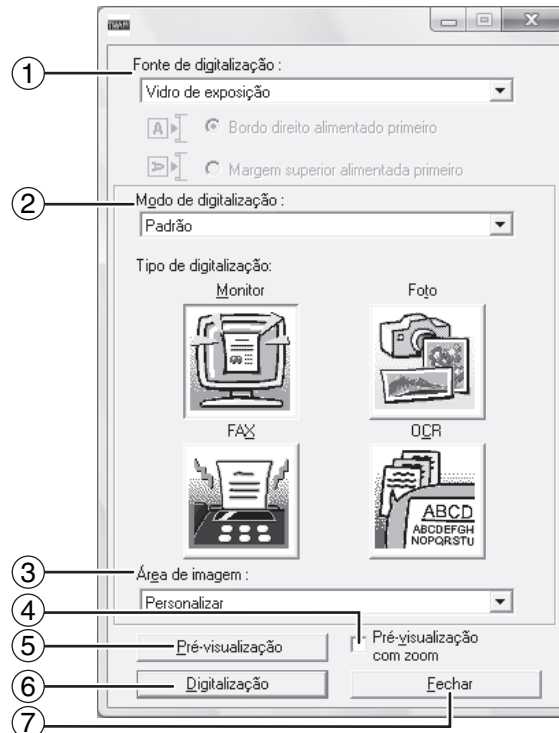 TWAIN
① Fonte de digitalização :
Vidro de exposição
A Bordo direito alimentado primeiro
A Margem superior alimentada primeiro
② Modo de digitalização :
Padrão
Tipo de digitalização:
Monitor Foto
FAX OCR
ABCD
ABCDEFGH
NOPQRSTU
③ Área de imagem :
Personalizar
④ Pré-visualização com zoom
⑤ Pré-visualização
⑥ Digitalização
⑦ Fechar